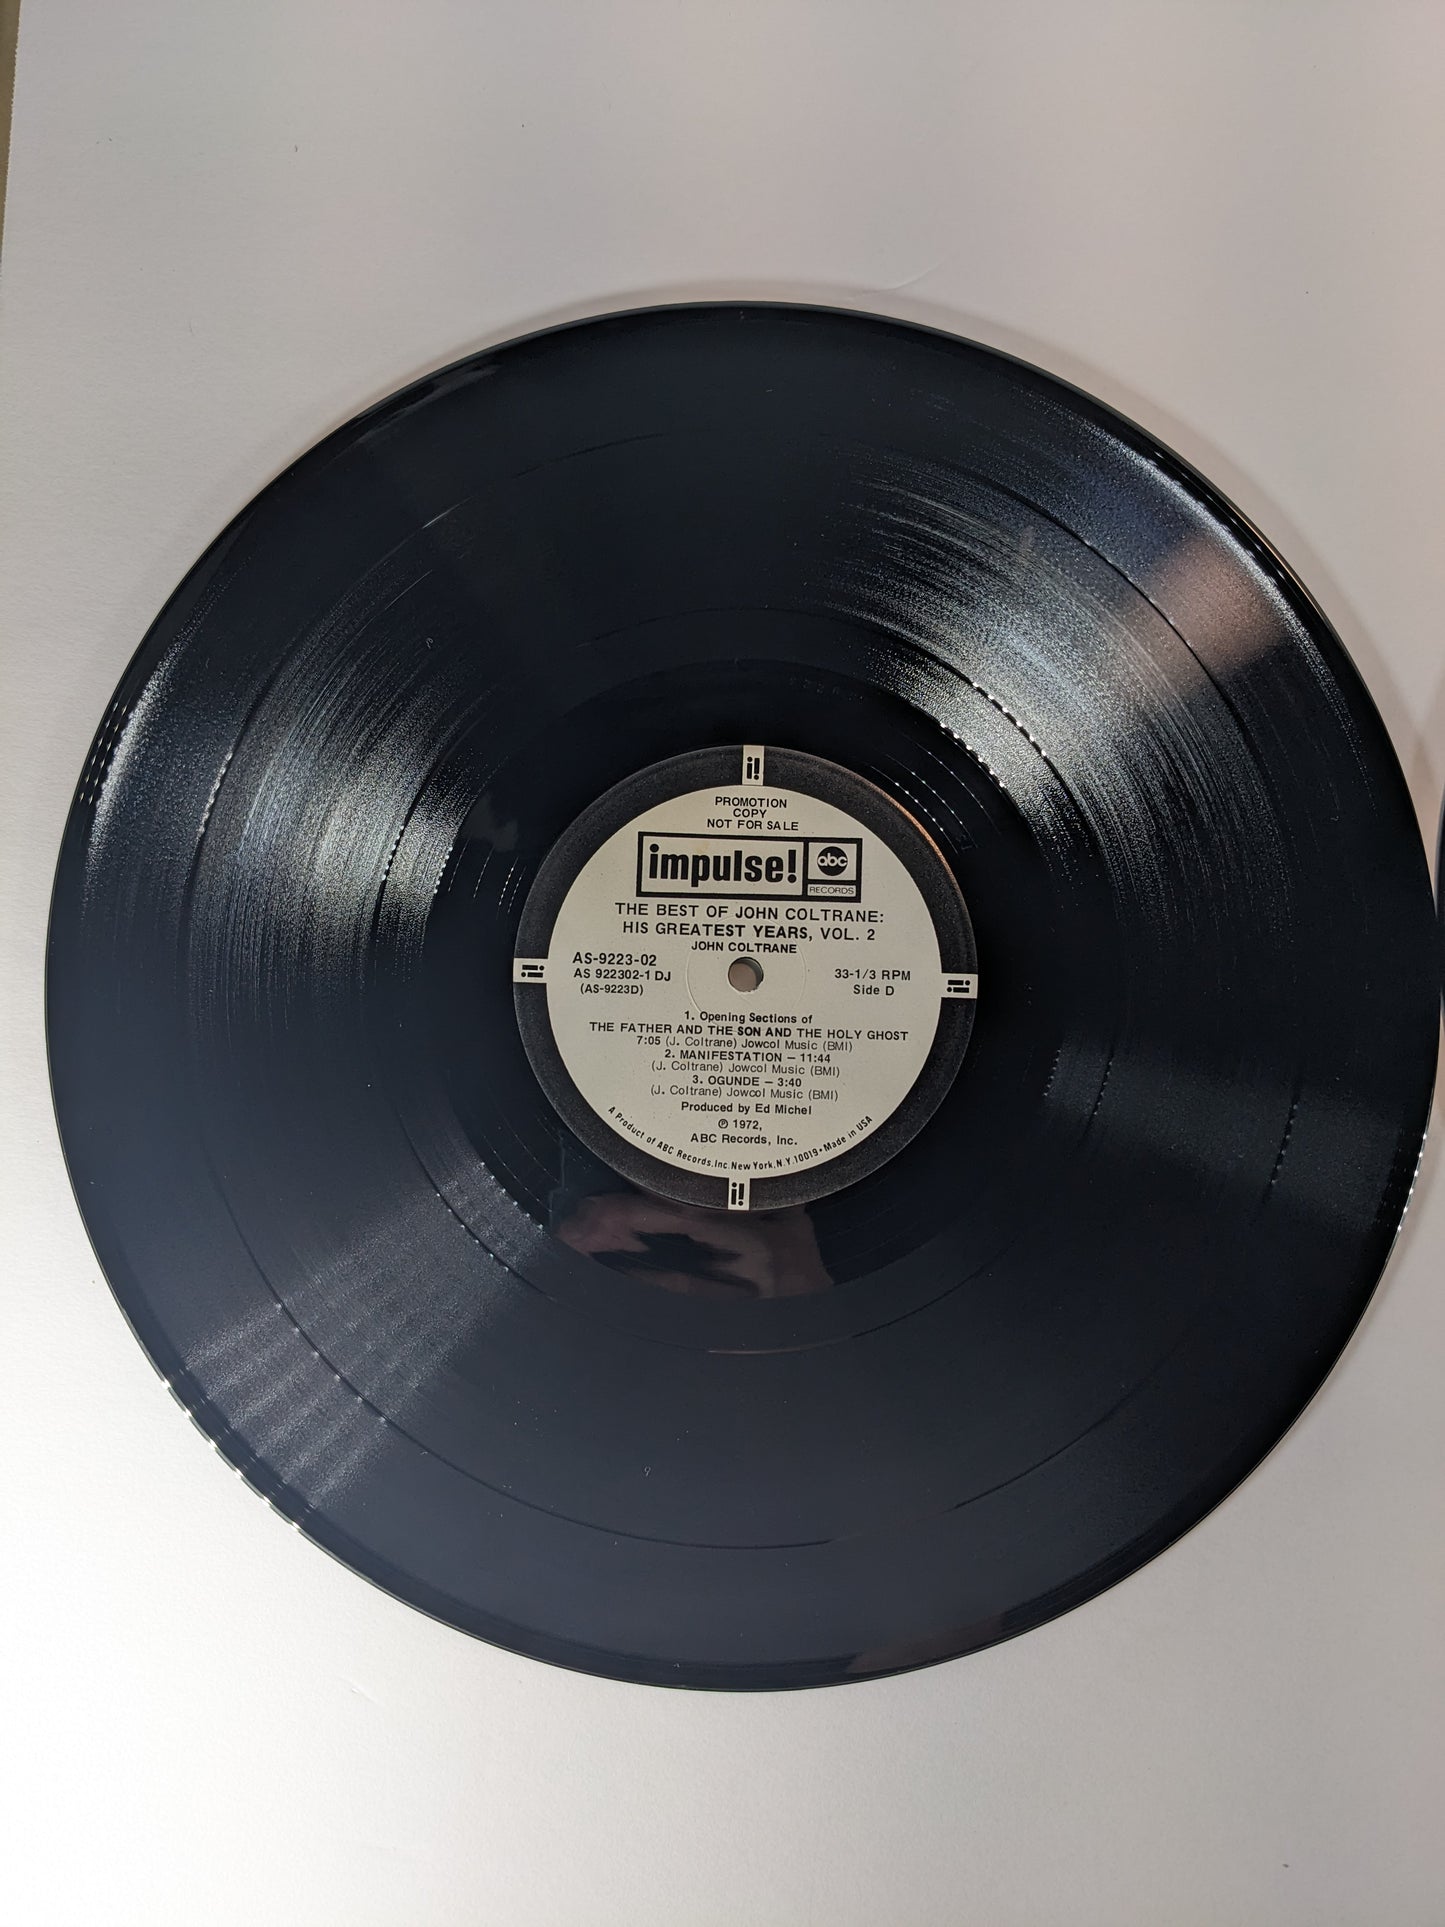 i!
PROMOTION
COPY
NOT FOR SALE
impulse!
abc
RECORDS
THE BEST OF JOHN COLTRANE:
HIS GREATEST YEARS, VOL. 2
JOHN COLTRANE
AS-9223-02
AS 922302-1 DJ
(AS-9223D)
33-1/3 RPM
Side D
i!
i!
1. Opening Sections of
THE FATHER AND THE SON AND THE HOLY GHOST
7:05 (J. Coltrane) Jowcol Music (BMI)
2. MANIFESTATION – 11:44
(J. Coltrane) Jowcol Music (BMI)
3. OGUNDE – 3:40
(J. Coltrane) Jowcol Music (BMI)
Produced by Ed Michel
℗ 1972,
ABC Records, Inc.
A Product of ABC Records, Inc. New York, N.Y. 10019 • Made in USA
i!